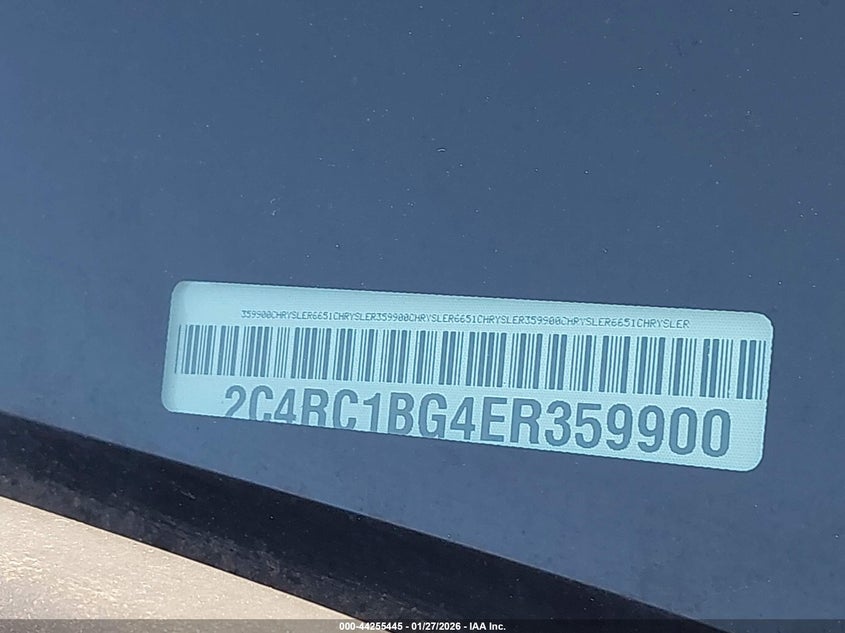 359900CHRYSLER6651CHRYSLER359900CHRYSLER6651CHRYSLER359900CHRYSLER6651CHRYSLER
2C4RC1BG4ER359900
000-44255445 - 01/27/2026 - IAA Inc.